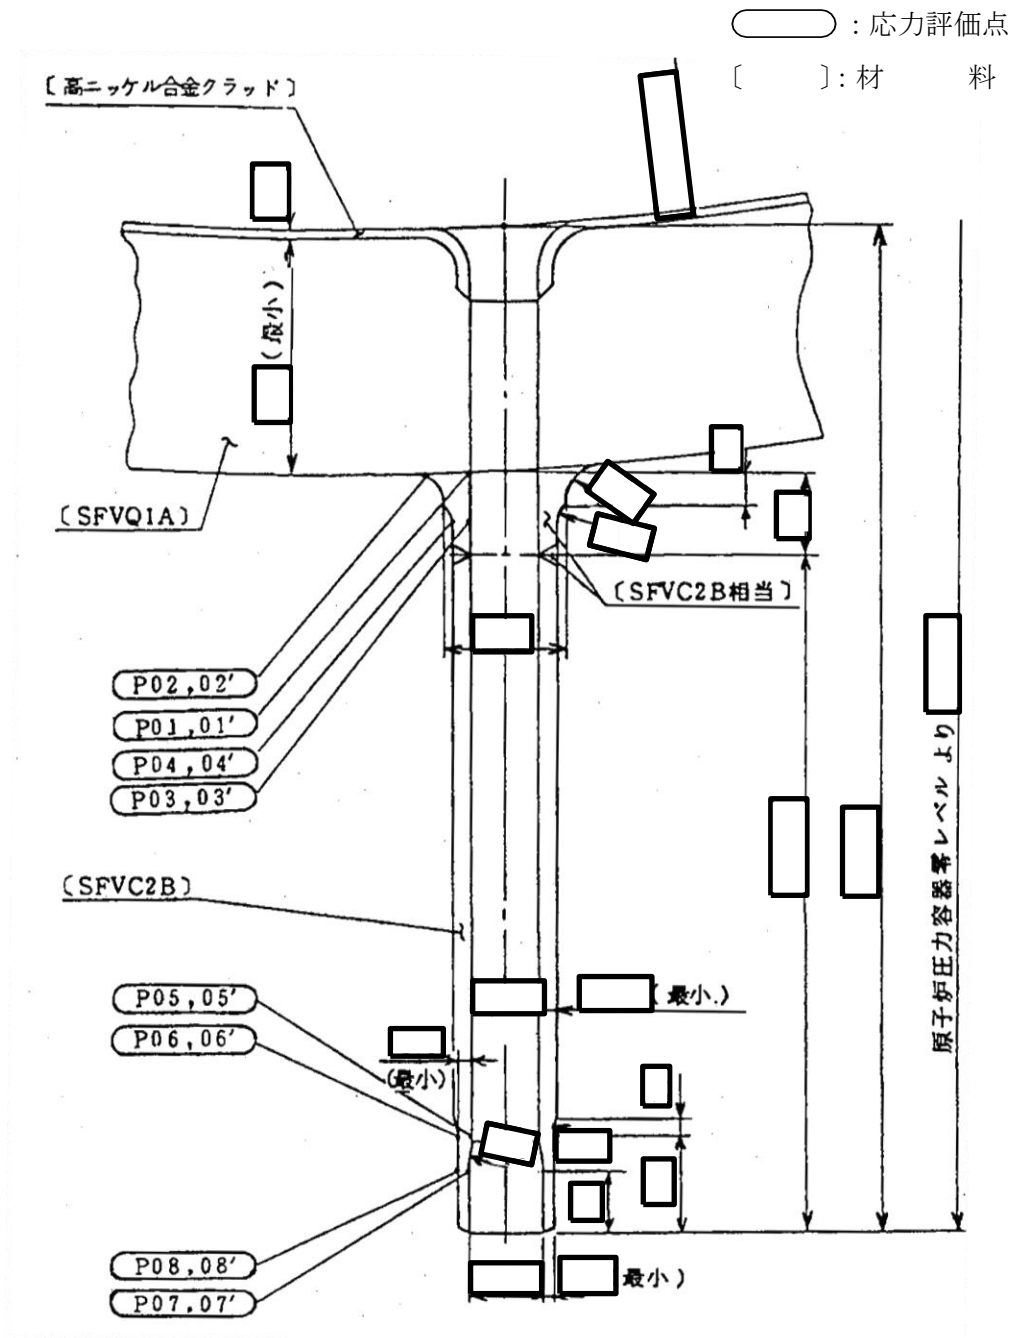 ：応力評価点
〔　　〕：材　料
〔高ニッケル合金クラッド〕
（最小）
〔SFVQ1A〕
〔SFVC2B相当〕
P02,02′
P01,01′
P04,04′
P03,03′
原子炉圧力容器零レベルより
〔SFVC2B〕
P05,05′
（最小.）
P06,06′
（最小）
P08,08′
最小）
P07,07′